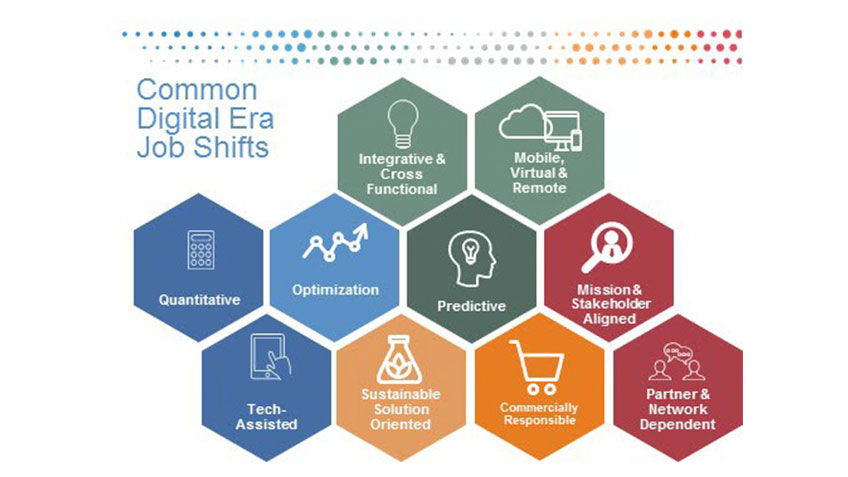 Common
Digital Era
Job Shifts
Integrative &
Cross
Functional
Mobile,
Virtual &
Remote
Quantitative
Optimization
Predictive
Mission &
Stakeholder
Aligned
Tech-
Assisted
Sustainable
Solution
Oriented
Commercially
Responsible
Partner &
Network
Dependent